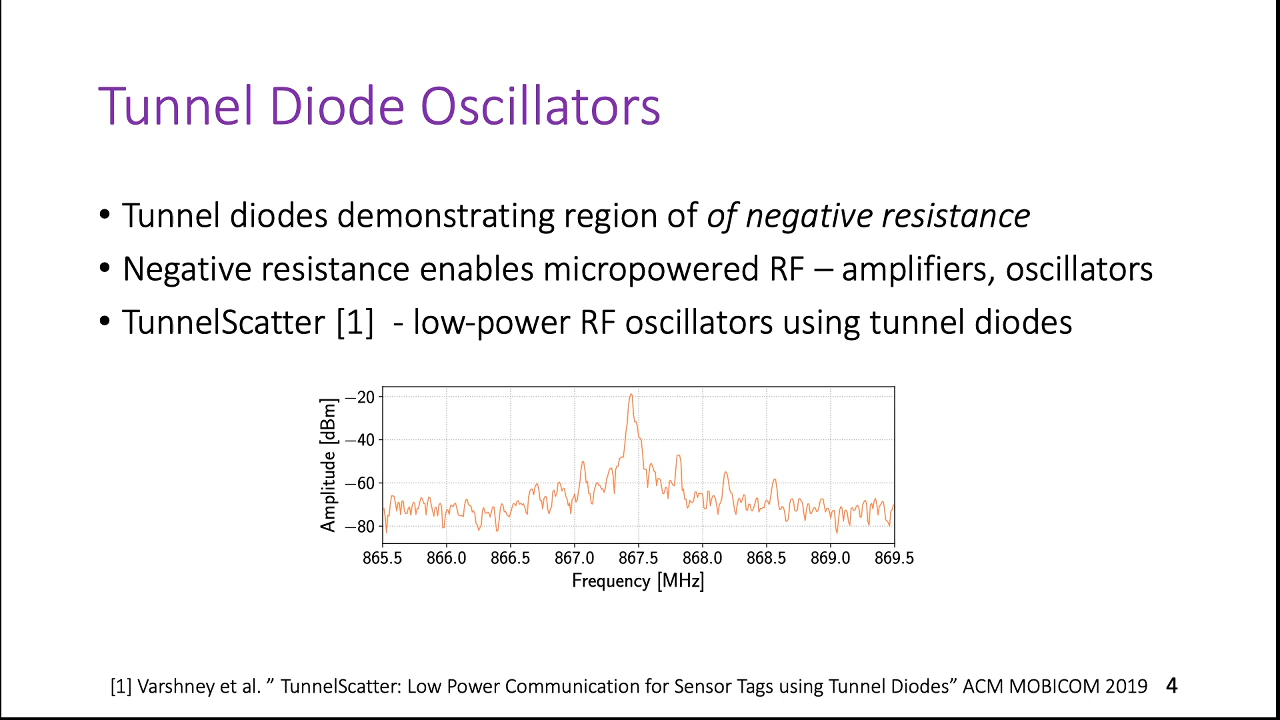 Tunnel Diode Oscillators
• Tunnel diodes demonstrating region of of negative resistance
• Negative resistance enables micropowered RF – amplifiers, oscillators
• TunnelScatter [1]  - low-power RF oscillators using tunnel diodes
Amplitude [dBm]
−20
−40
−60
−80
865.5 866.0 866.5 867.0 867.5 868.0 868.5 869.0 869.5
Frequency [MHz]
[1] Varshney et al. ” TunnelScatter: Low Power Communication for Sensor Tags using Tunnel Diodes” ACM MOBICOM 2019 4